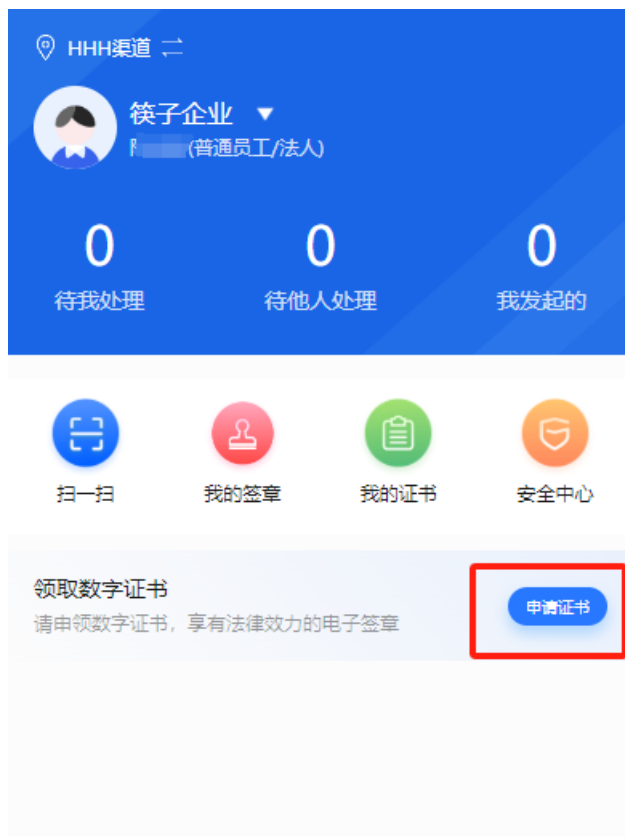 HHH渠道
筷子企业
(普通员工/法人)
0 0 0
待我处理 待他人处理 我发起的
扫一扫 我的签章 我的证书 安全中心
领取数字证书
请申领数字证书，享有法律效力的电子签章
申请证书